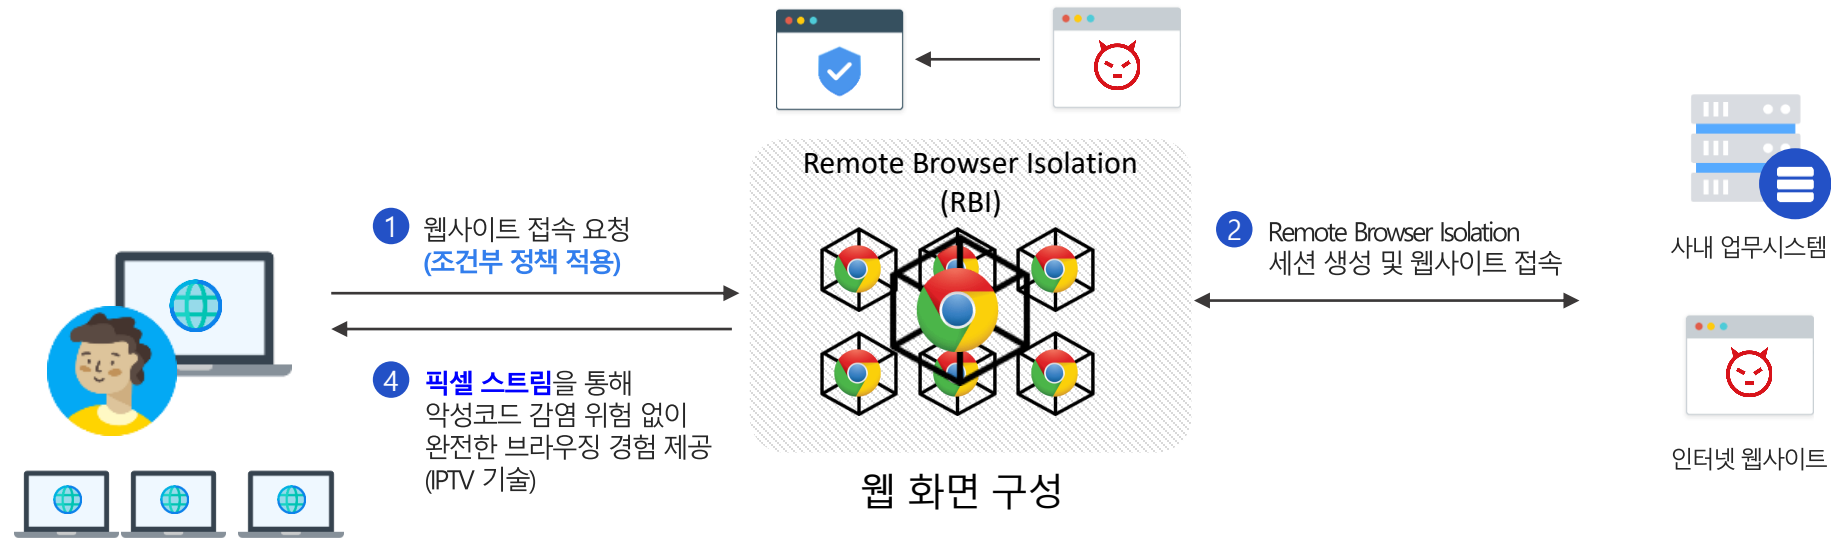 Remote Browser Isolation
(RBI)
1 웹사이트 접속 요청
(조건부 정책 적용)
2 Remote Browser Isolation
세션 생성 및 웹사이트 접속
사내 업무시스템
4 픽셀 스트림을 통해
악성코드 감염 위험 없이
완전한 브라우징 경험 제공
(IPTV 기술)
웹 화면 구성
인터넷 웹사이트